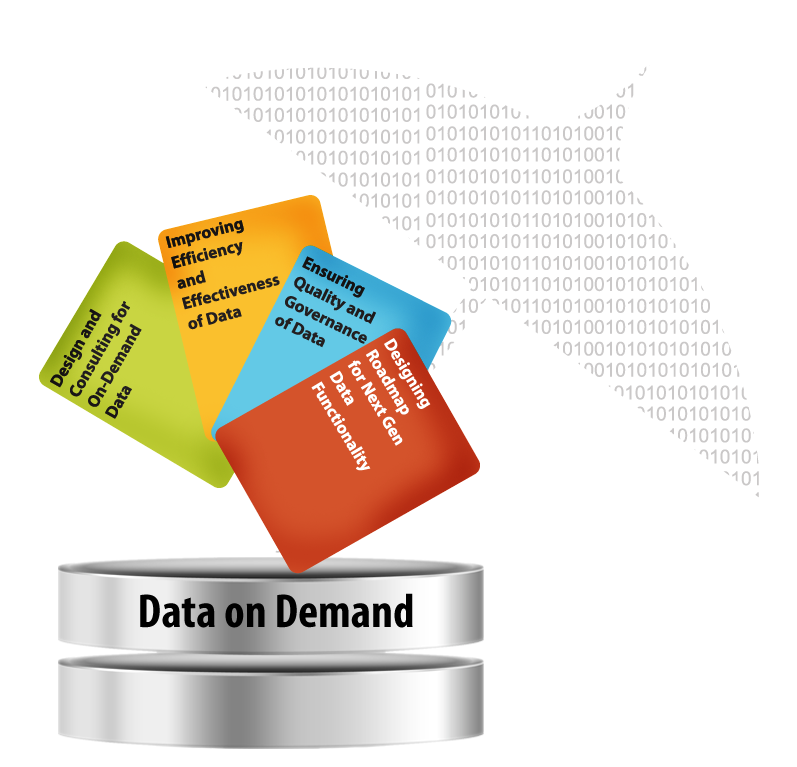 Design and
Consulting for
On-Demand
Data
Improving
Efficiency
and
Effectiveness
of Data
Ensuring
Quality and
Governance
of Data
Designing
Roadmap
for Next Gen
Data
Functionality
Data on Demand